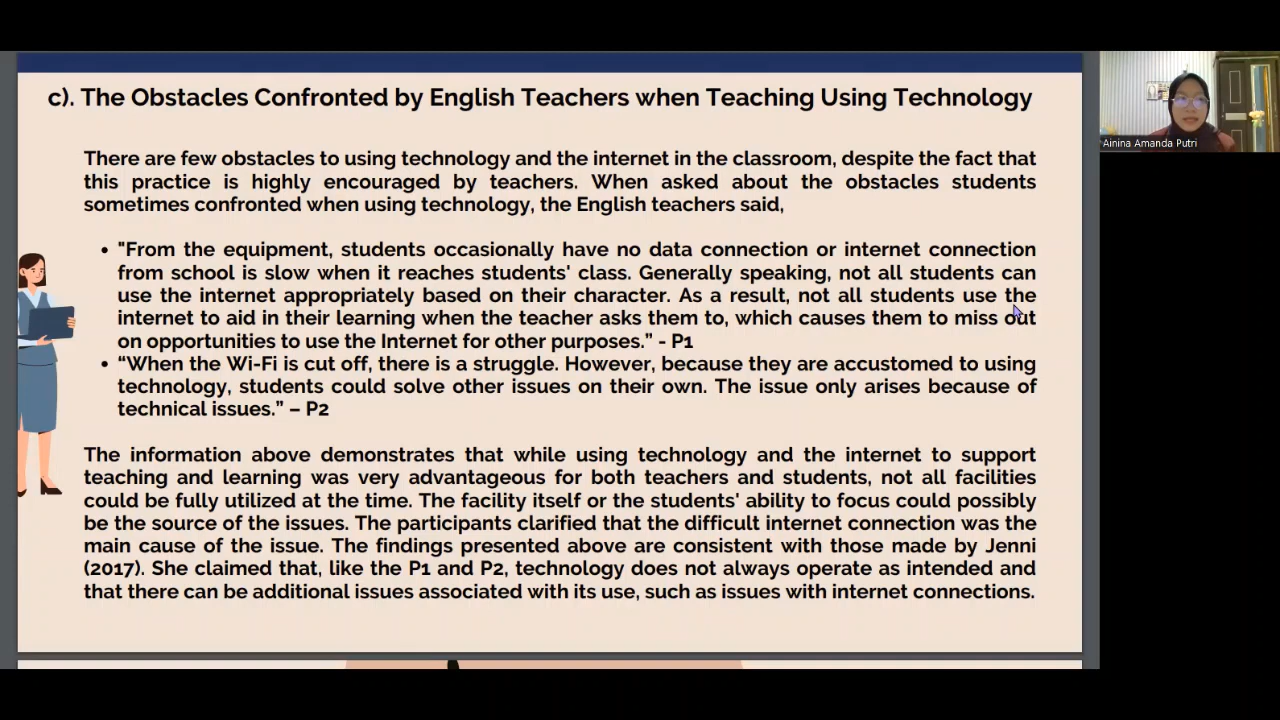 c). The Obstacles Confronted by English Teachers when Teaching Using Technology
There are few obstacles to using technology and the internet in the classroom, despite the fact that
this practice is highly encouraged by teachers. When asked about the obstacles students
sometimes confronted when using technology, the English teachers said,
• "From the equipment, students occasionally have no data connection or internet connection
from school is slow when it reaches students' class. Generally speaking, not all students can
use the internet appropriately based on their character. As a result, not all students use the
internet to aid in their learning when the teacher asks them to, which causes them to miss out
on opportunities to use the Internet for other purposes.” - P1
• “When the Wi-Fi is cut off, there is a struggle. However, because they are accustomed to using
technology, students could solve other issues on their own. The issue only arises because of
technical issues.” – P2
The information above demonstrates that while using technology and the internet to support
teaching and learning was very advantageous for both teachers and students, not all facilities
could be fully utilized at the time. The facility itself or the students' ability to focus could possibly
be the source of the issues. The participants clarified that the difficult internet connection was the
main cause of the issue. The findings presented above are consistent with those made by Jenni
(2017). She claimed that, like the P1 and P2, technology does not always operate as intended and
that there can be additional issues associated with its use, such as issues with internet connections.
Ainina Amanda Putri